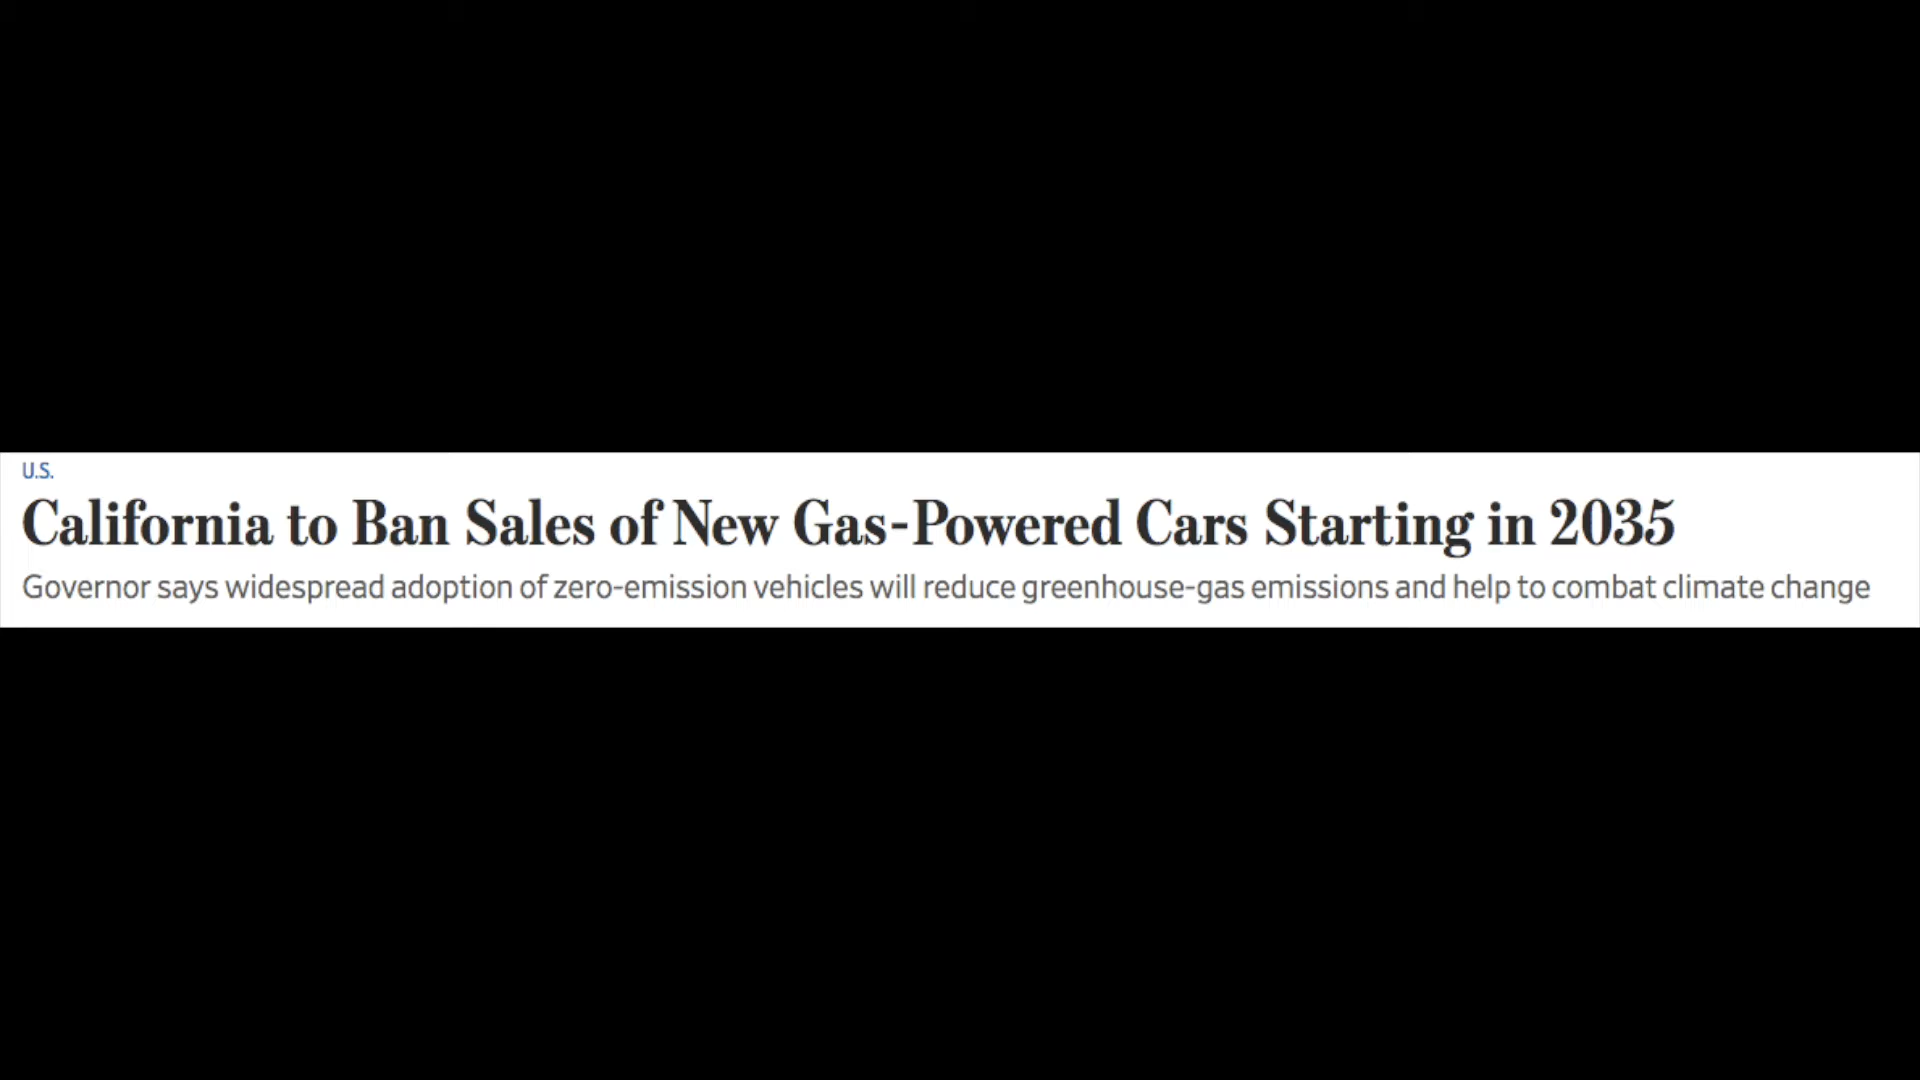 U.S.
California to Ban Sales of New Gas-Powered Cars Starting in 2035
Governor says widespread adoption of zero-emission vehicles will reduce greenhouse-gas emissions and help to combat climate change